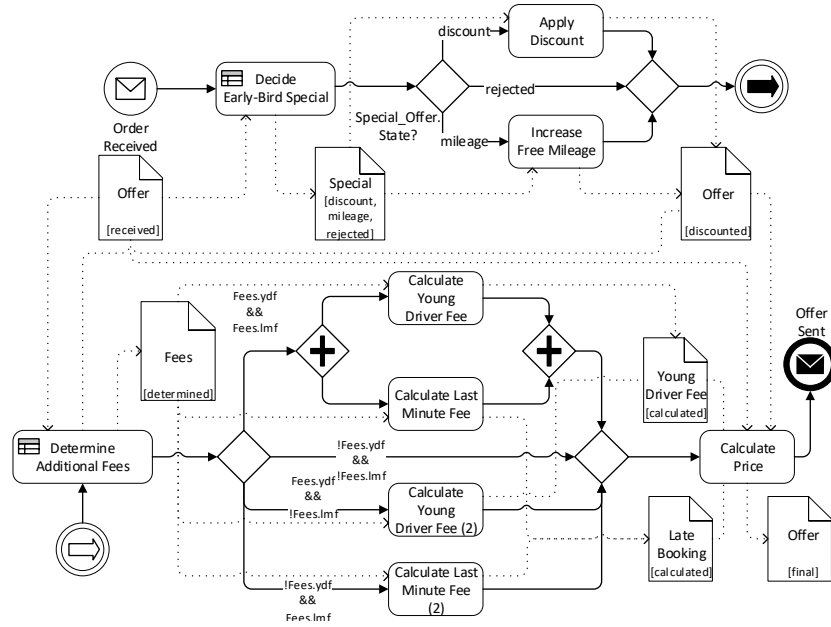 Apply
Discount
discount
Decide
Early-Bird Special
rejected
Order
Received
Special_Offer.
State?
mileage
Increase
Free Mileage
Offer
[received]
Special
[discount,
mileage,
rejected]
Offer
[discounted]
Fees.ydf
&&
Fees.lmf
Calculate
Young
Driver Fee
Offer
Sent
Fees
[determined]
Young
Driver Fee
[calculated]
Calculate Last
Minute Fee
Determine
Additional Fees
!Fees.ydf
&&
!Fees.lmf
Calculate
Price
Fees.ydf
&&
!Fees.lmf
Calculate
Young
Driver Fee (2)
Late
Booking
[calculated]
Offer
[final]
!Fees.ydf
&&
Fees.lmf
Calculate Last
Minute Fee
(2)